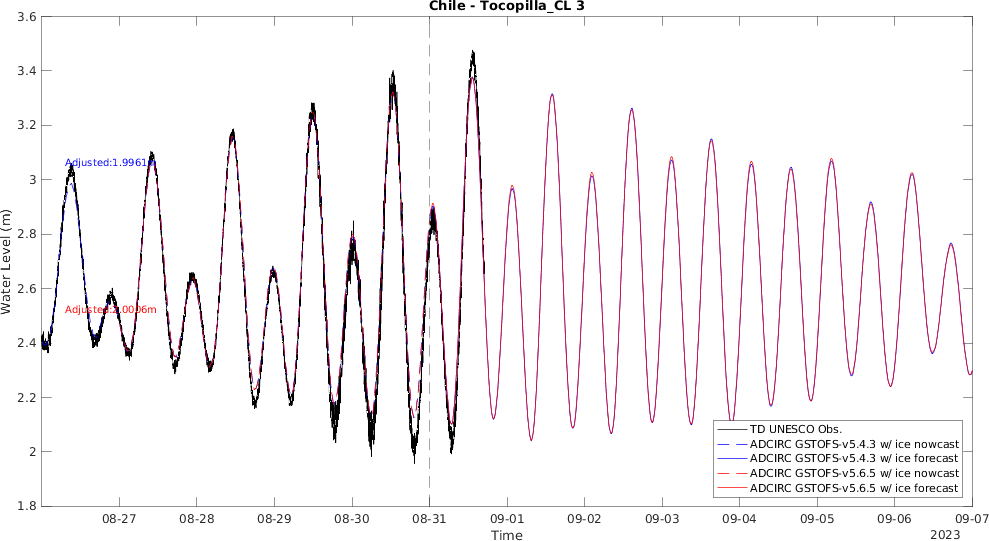 Chile - Tocopilla_CL 3
Water Level (m)
3.6
3.4
3.2
3
2.8
2.6
2.4
2.2
2
1.8
Adjusted:1.9961
Adjusted:2.0006m
TD UNESCO Obs.
ADCIRC GSTOFS-v5.4.3 w/ ice nowcast
ADCIRC GSTOFS-v5.4.3 w/ ice forecast
ADCIRC GSTOFS-v5.6.5 w/ ice nowcast
ADCIRC GSTOFS-v5.6.5 w/ ice forecast
08-27 08-28 08-29 08-30 08-31 09-01 09-02 09-03 09-04 09-05 09-06 09-07
Time
2023